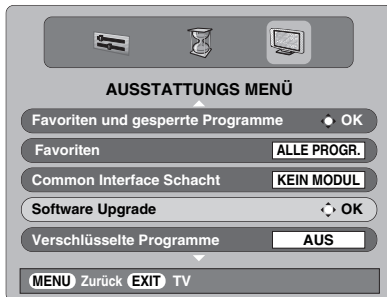 AUSSTATTUNGS MENÜ
Favoriten und gesperrte Programme OK
Favoriten ALLE PROGR.
Common Interface Schacht KEIN MODUL
Software Upgrade OK
Verschlüsselte Programme AUS
MENU Zurück EXIT TV